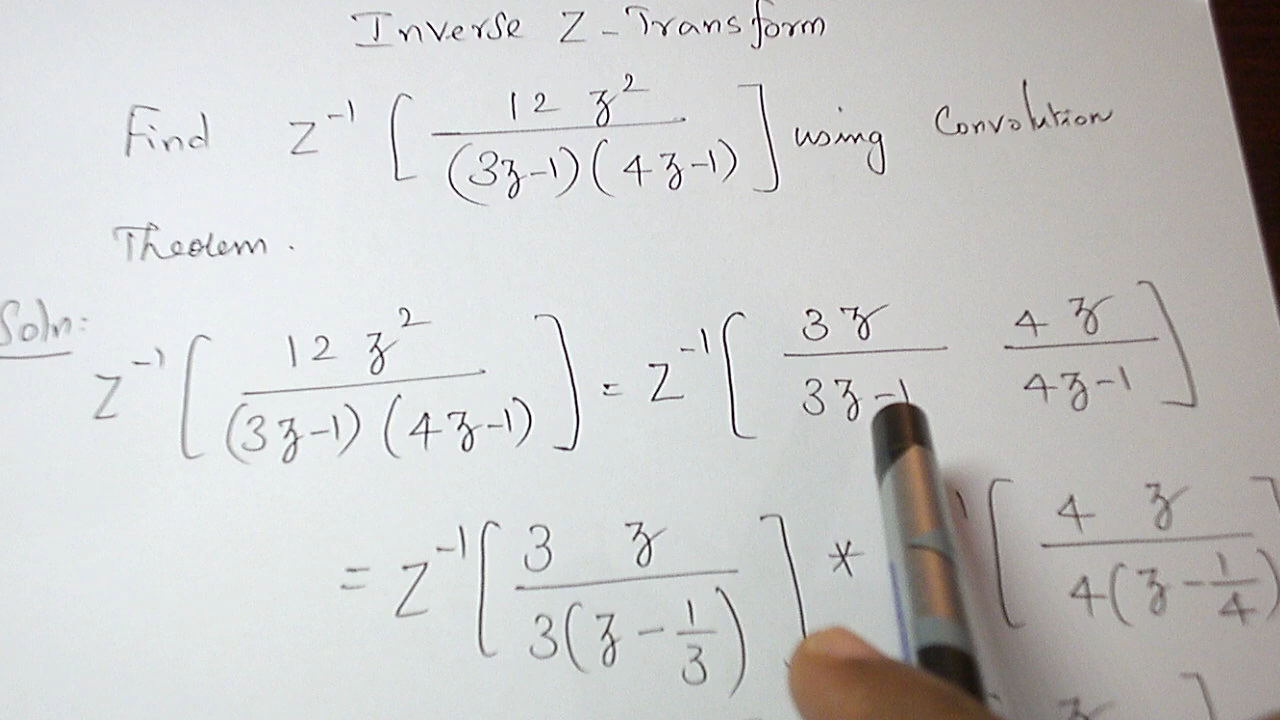 Inverse Z-Transform
Find Z⁻¹ [ 12 z² / (3z-1)(4z-1) ] using Convolution
Theorem.
Soln: Z⁻¹ [ 12 z² / (3z-1)(4z-1) ] = Z⁻¹ [ 3z / 3z-1  4z / 4z-1 ]
= Z⁻¹ [ 3 z / 3(z - 1/3) ] * ⁻¹ [ 4 z / 4(z - 1/4) ]
z ]